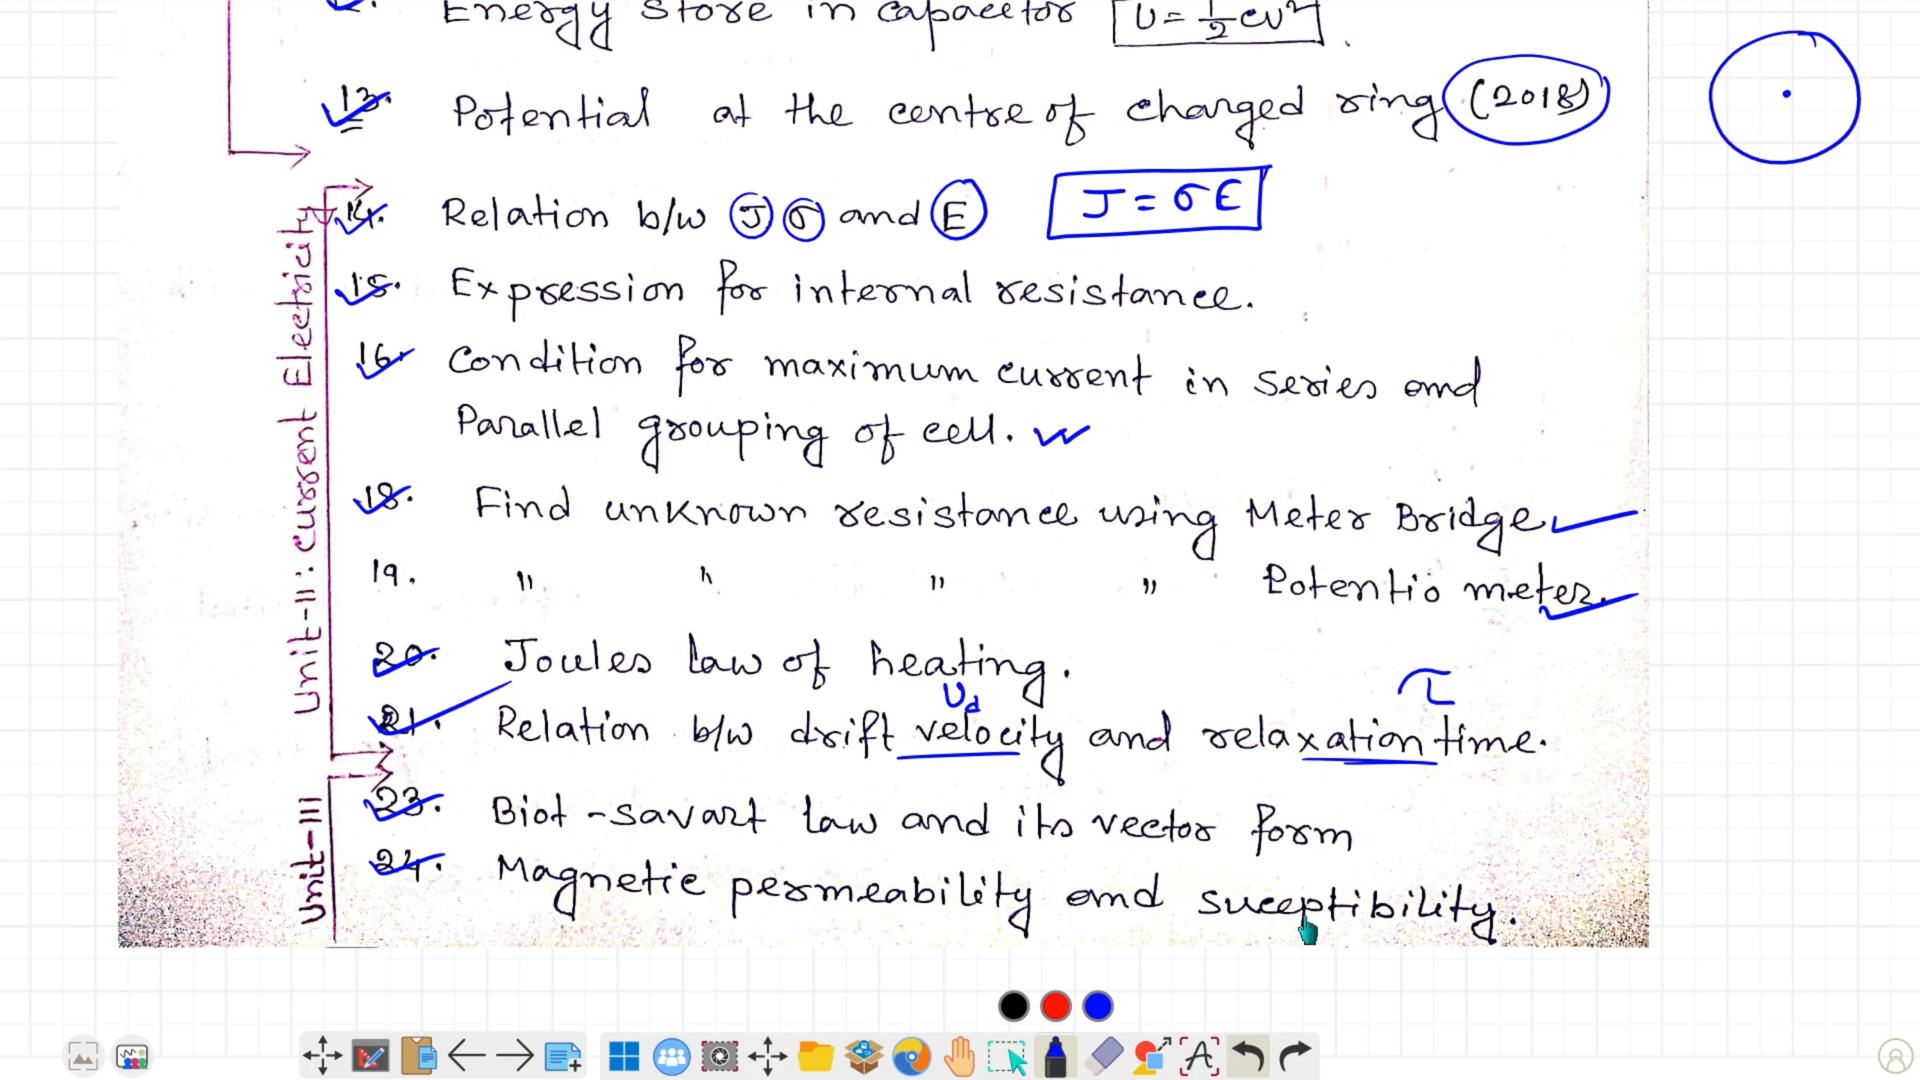 12. Energy store in capacitor U = 1/2 cv²
13. Potential at the centre of charged ring (2018)
14. Relation b/w J σ and E J = σE
15. Expression for internal resistance.
16. Condition for maximum current in series and
Parallel grouping of cell.
18. Find unknown resistance using Meter Bridge
19. " " " " Potentio meter.
20. Joules law of heating.
21. Relation b/w drift velocity and relaxation time.
υd τ
23. Biot-savart law and its vector form
24. Magnetic permeability and suceptibility.
Unit-II: Current Electricity
Unit-III